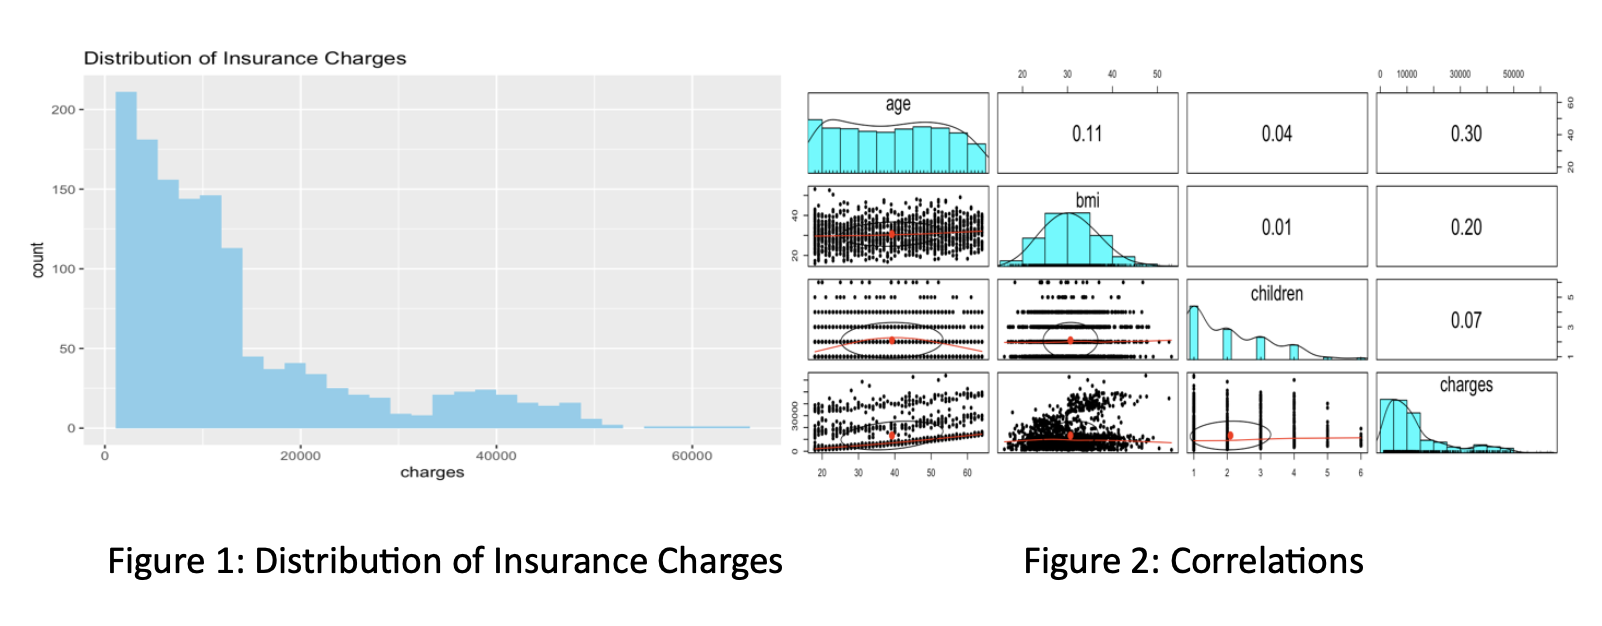 Distribution of Insurance Charges
200
150
100
50
0
count
0 20000 40000 60000
charges
20 30 40 50
0 10000 30000 50000
age
0.11
0.04
0.30
20 40 60
20 40
bmi
0.01
0.20
children
0.07
1 3 5
0 30000
charges
20 30 40 50 60
1 2 3 4 5 6
Figure 1: Distribution of Insurance Charges
Figure 2: Correlations